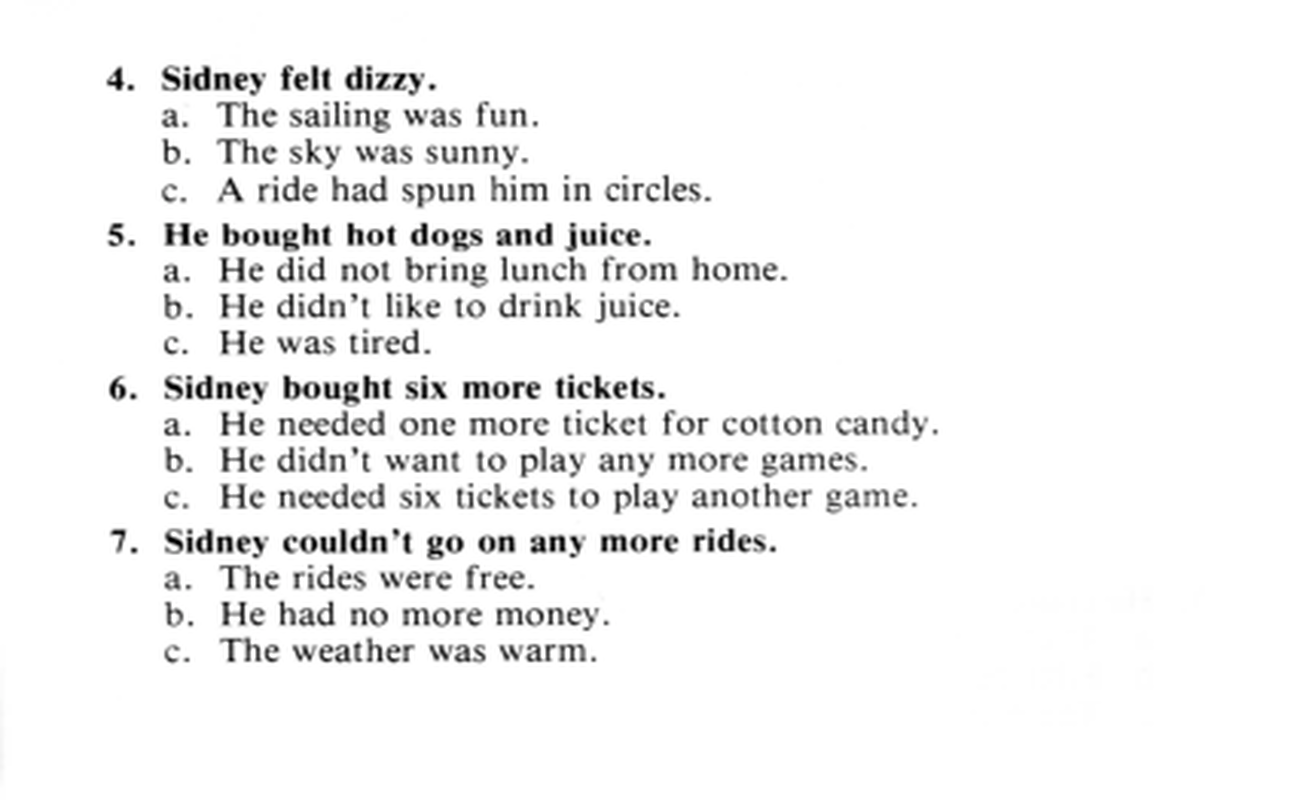 4. Sidney felt dizzy.
a. The sailing was fun.
b. The sky was sunny.
c. A ride had spun him in circles.
5. He bought hot dogs and juice.
a. He did not bring lunch from home.
b. He didn't like to drink juice.
c. He was tired.
6. Sidney bought six more tickets.
a. He needed one more ticket for cotton candy.
b. He didn't want to play any more games.
c. He needed six tickets to play another game.
7. Sidney couldn't go on any more rides.
a. The rides were free.
b. He had no more money.
c. The weather was warm.